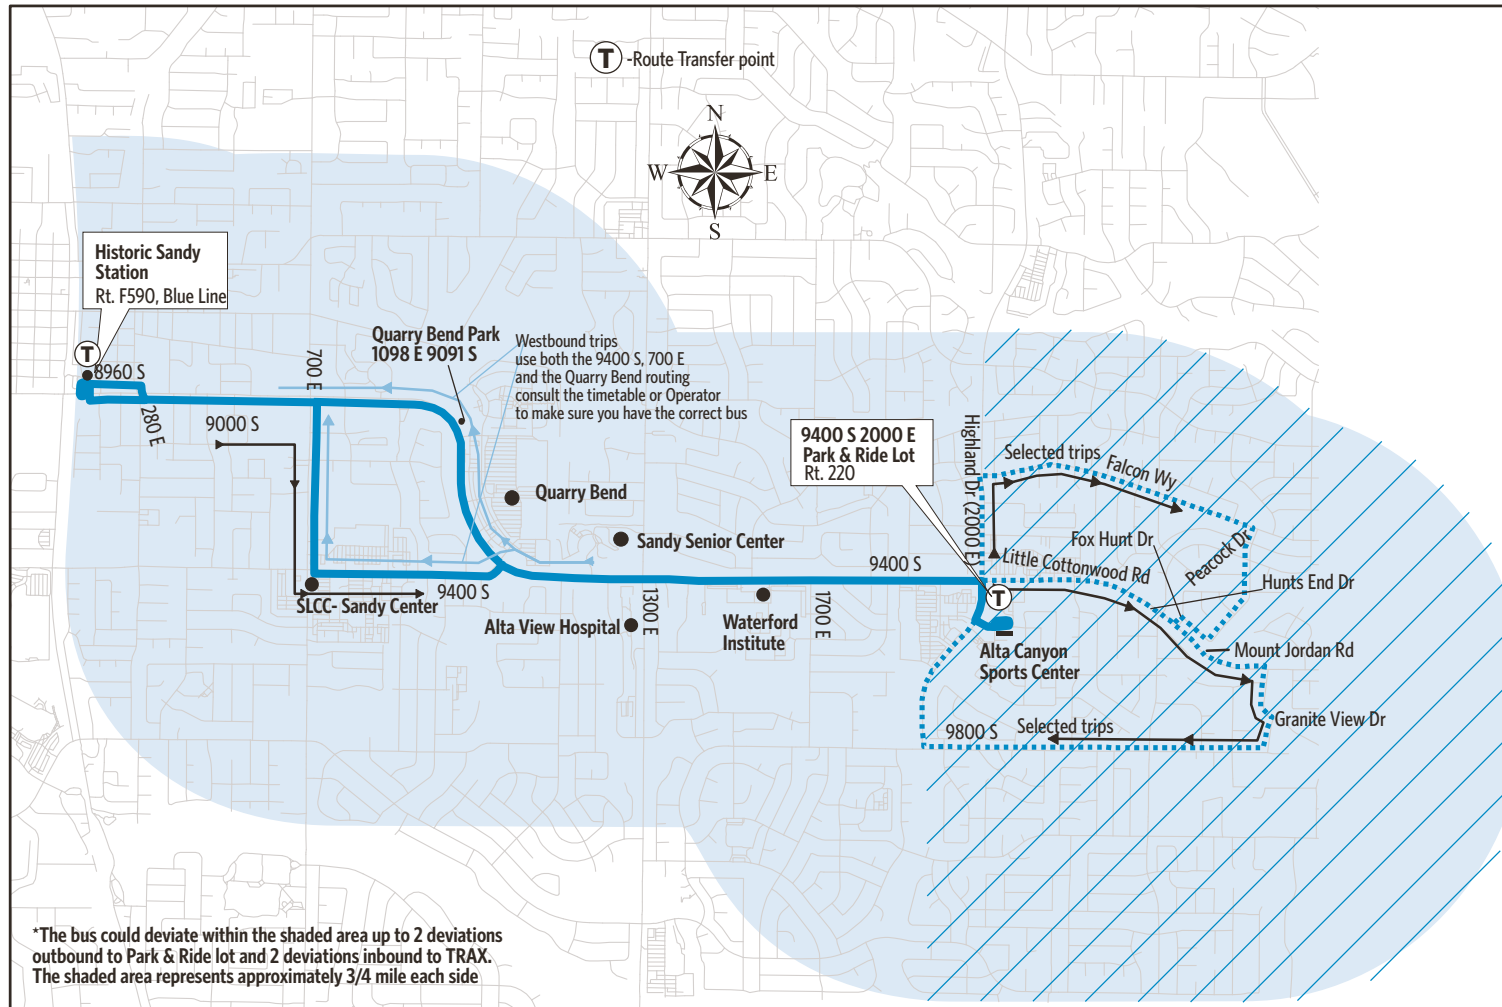 T -Route Transfer point
N
W
E
S
Historic Sandy
Station
Rt. F590, Blue Line
T
8960 S
280 E
700 E
9000 S
Quarry Bend Park
1098 E 9091 S
Westbound trips
use both the 9400 S, 700 E
and the Quarry Bend routing
consult the timetable or Operator
to make sure you have the correct bus
9400 S 2000 E
Park & Ride Lot
Rt. 220
Highland Dr (2000 E)
Selected trips
Falcon Wy
Quarry Bend
Sandy Senior Center
Fox Hunt Dr
Peacock Dr
9400 S
Little Cottonwood Rd
Hunts End Dr
T
SLCC- Sandy Center
9400 S
Alta View Hospital
1300 E
Waterford
Institute
1700 E
Alta Canyon
Sports Center
Mount Jordan Rd
Granite View Dr
9800 S
Selected trips
*The bus could deviate within the shaded area up to 2 deviations
outbound to Park & Ride lot and 2 deviations inbound to TRAX.
The shaded area represents approximately 3/4 mile each side